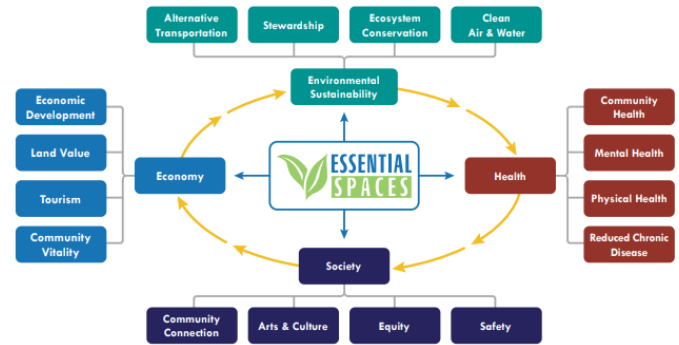 Alternative
Transportation
Stewardship
Ecosystem
Conservation
Clean
Air & Water
Environmental
Sustainability
Economic
Development
Land Value
Tourism
Community
Vitality
Economy
ESSENTIAL
SPACES
Health
Community
Health
Mental Health
Physical Health
Reduced Chronic
Disease
Society
Community
Connection
Arts & Culture
Equity
Safety